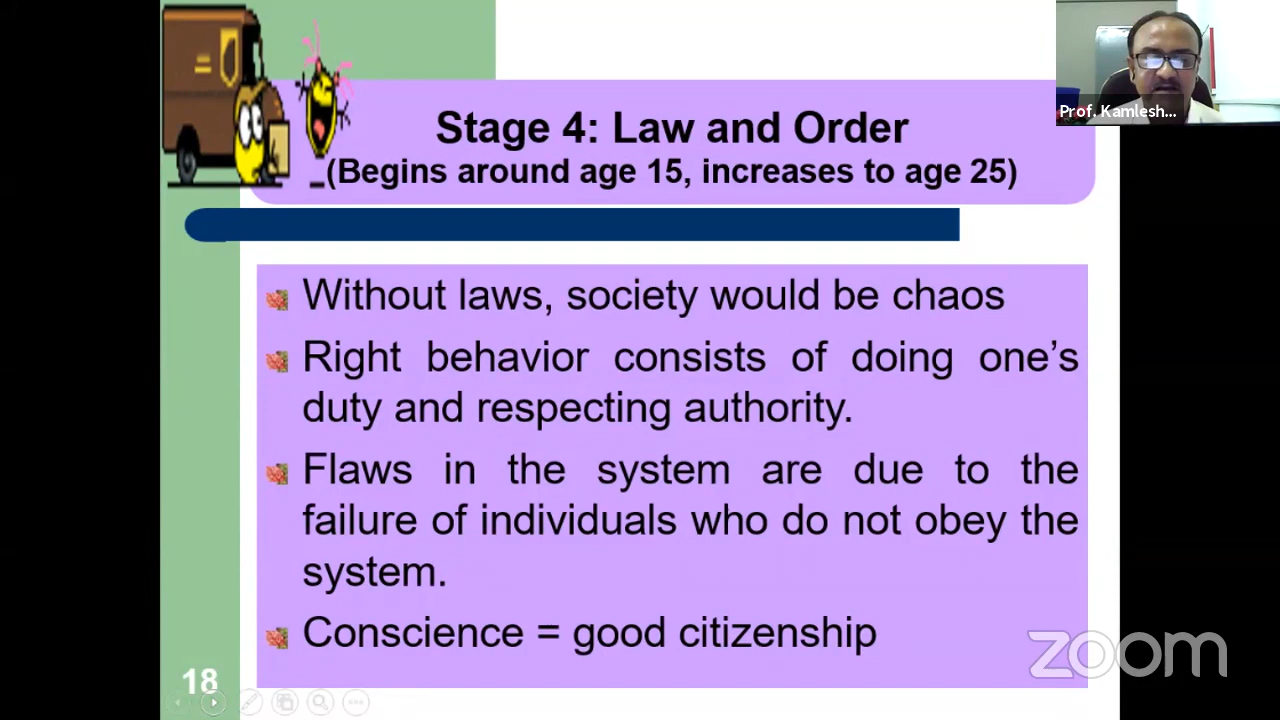 Stage 4: Law and Order
(Begins around age 15, increases to age 25)
Prof. Kamlesh...
Without laws, society would be chaos
Right behavior consists of doing one’s
duty and respecting authority.
Flaws in the system are due to the
failure of individuals who do not obey the
system.
Conscience = good citizenship
zoom
18